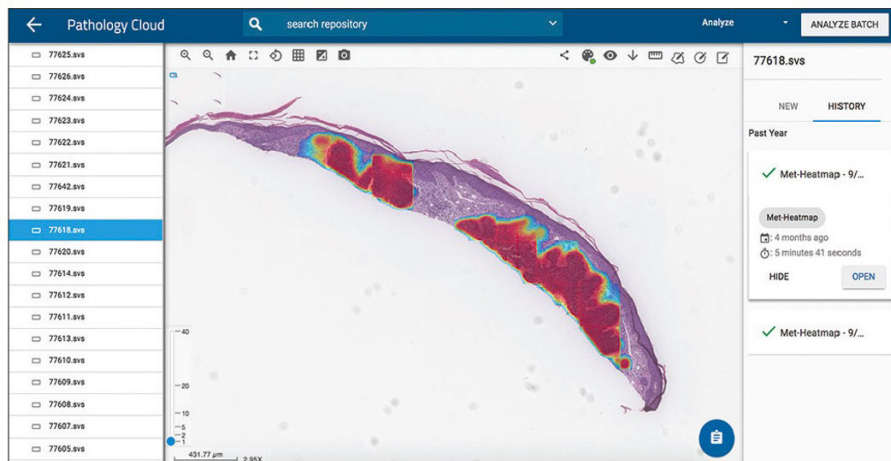 Pathology Cloud
search repository
Analyze
ANALYZE BATCH
77625.svs
77626.svs
77624.svs
77623.svs
77622.svs
77621.svs
77642.svs
77619.svs
77618.svs
77620.svs
77614.svs
77612.svs
77611.svs
77613.svs
77610.svs
77609.svs
77608.svs
77607.svs
77605.svs
40
20
10
5
2
1
431.77 µm
2.95X
77618.svs
NEW
HISTORY
Past Year
Met-Heatmap - 9/...
Met-Heatmap
: 4 months ago
: 5 minutes 41 seconds
HIDE
OPEN
Met-Heatmap - 9/...